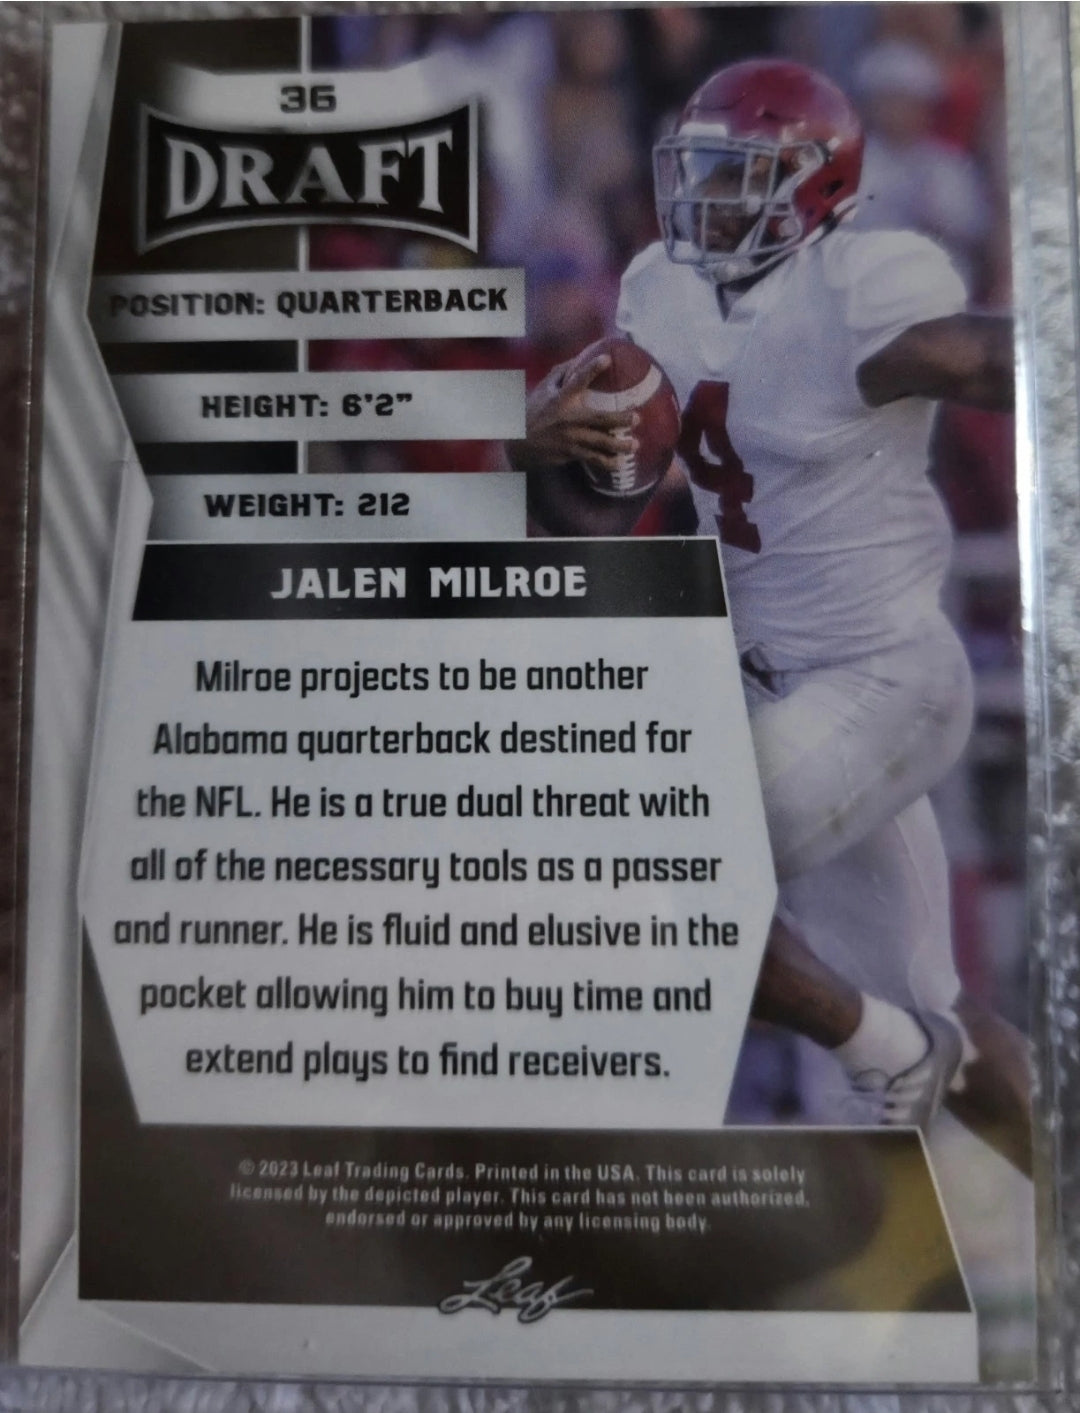 36
DRAFT
POSITION: QUARTERBACK
HEIGHT: 6'2"
WEIGHT: 212
4
JALEN MILROE
Milroe projects to be another
Alabama quarterback destined for
the NFL. He is a true dual threat with
all of the necessary tools as a passer
and runner. He is fluid and elusive in the
pocket allowing him to buy time and
extend plays to find receivers.
© 2023 Leaf Trading Cards. Printed in the USA. This card is solely
licensed by the depicted player. This card has not been authorized,
endorsed or approved by any licensing body.
Leaf